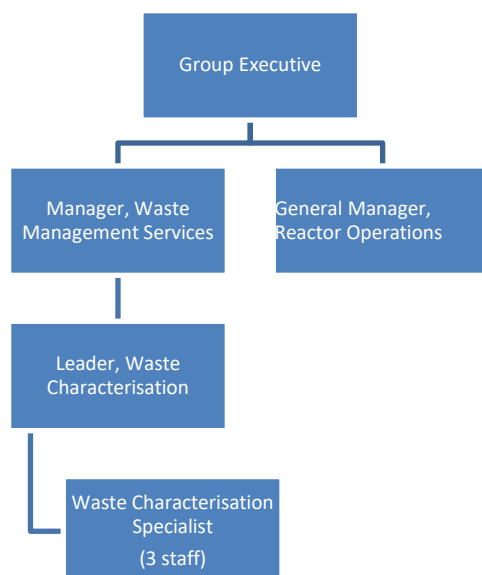 Group Executive
Manager, Waste
Management Services
General Manager,
Reactor Operations
Leader, Waste
Characterisation
Waste Characterisation
Specialist
(3 staff)